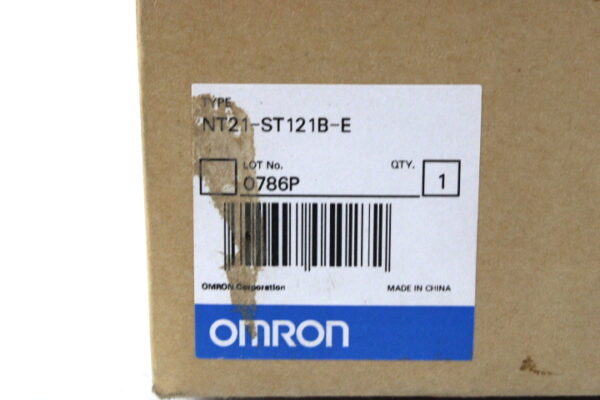 TYPE
NT21-ST121B-E
LOT No.
QTY.
0786P
1
OMRON Corporation
MADE IN CHINA
OMRON